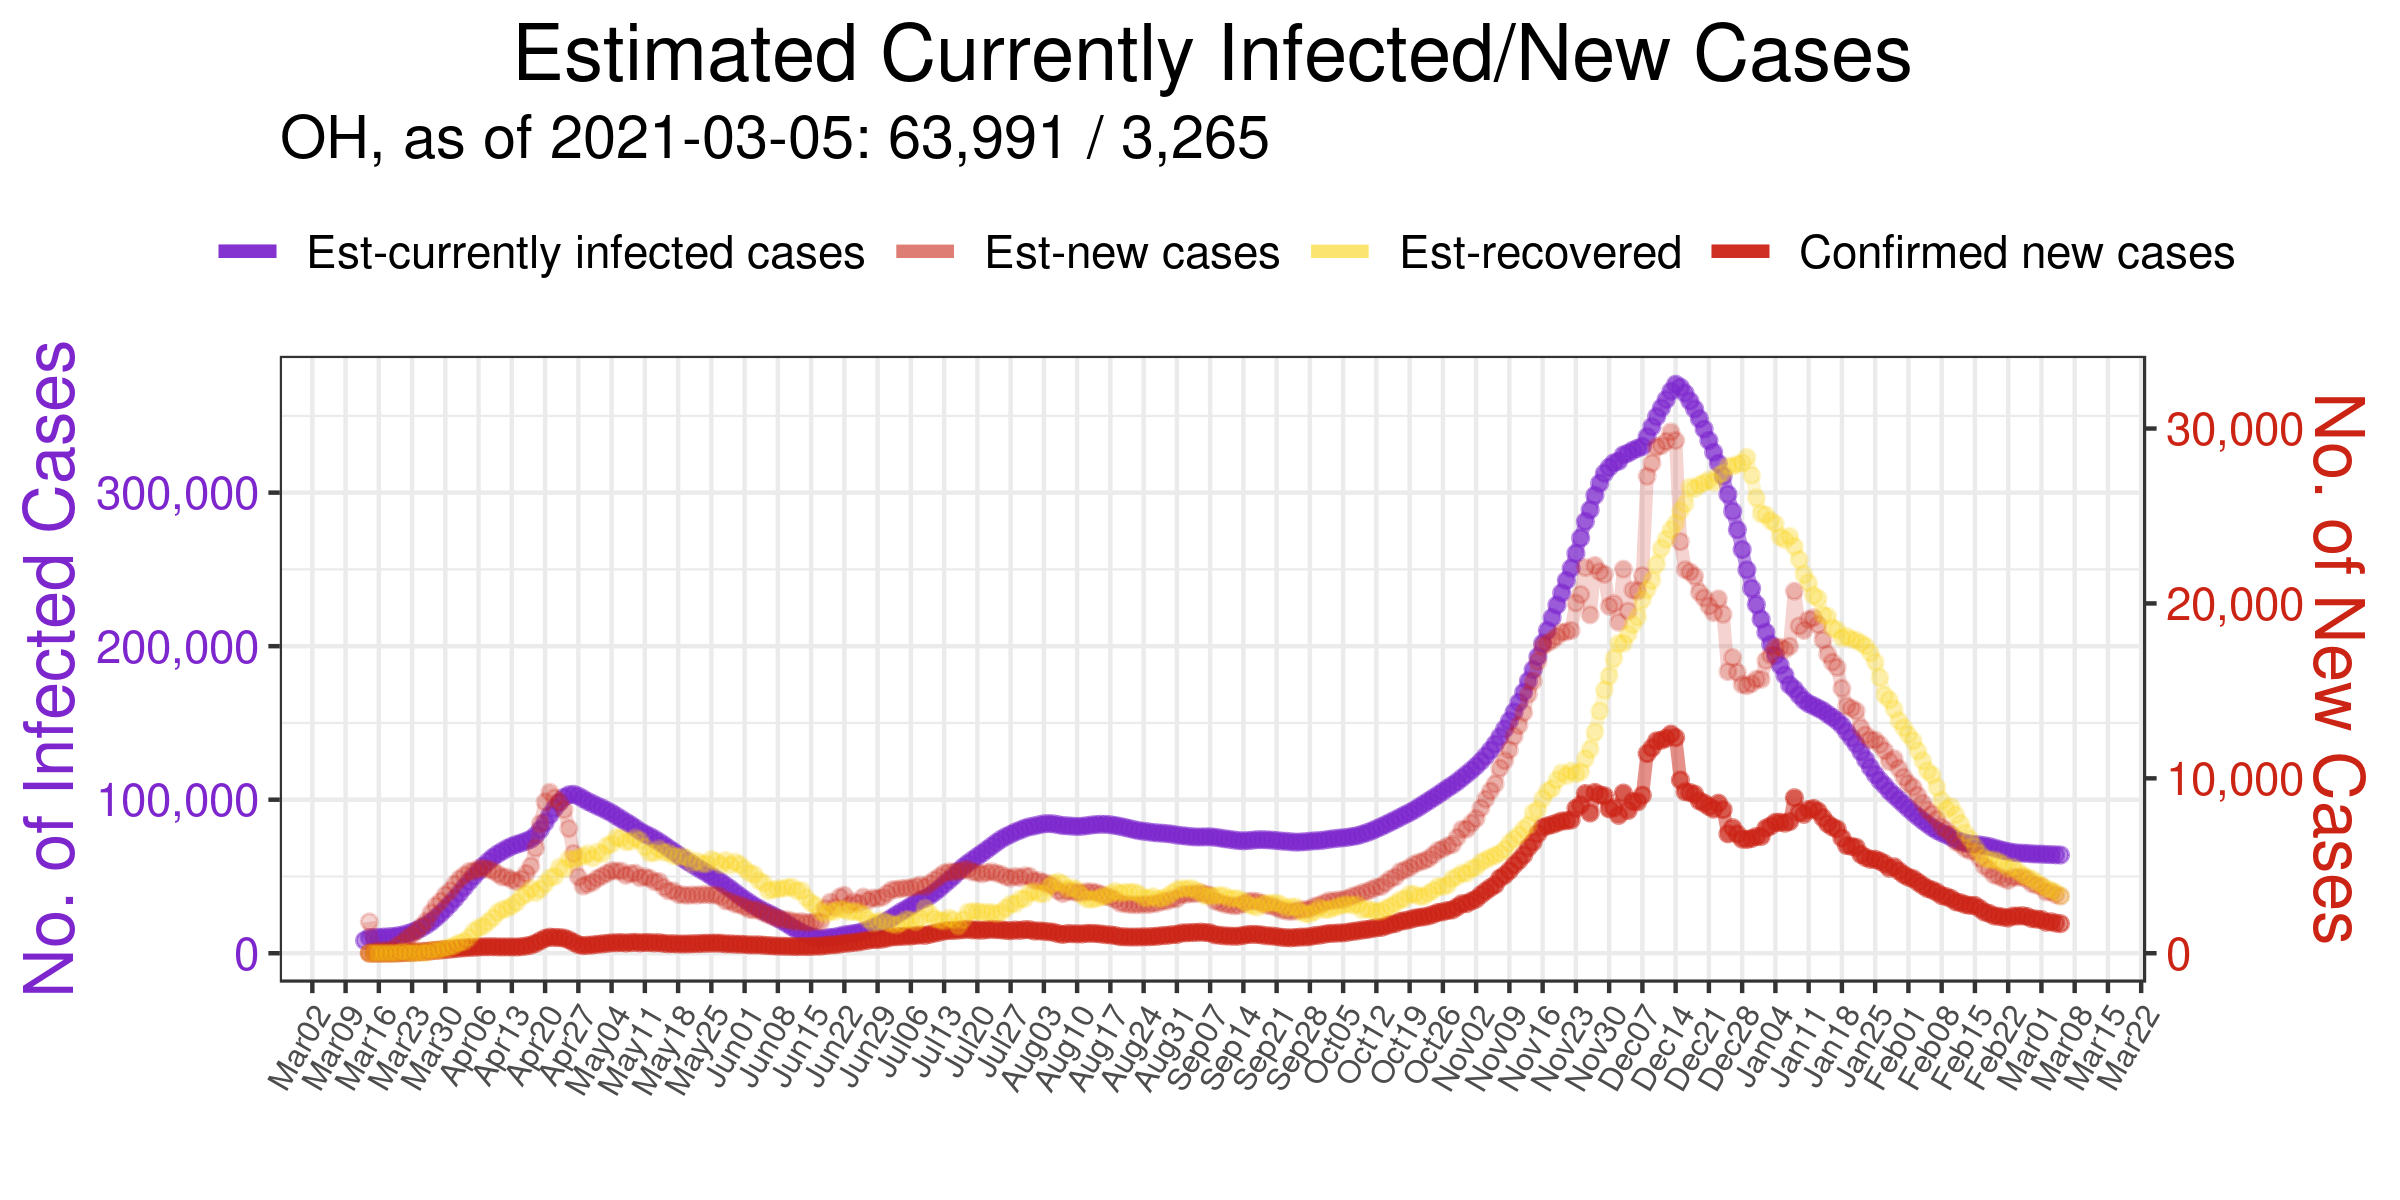 Estimated Currently Infected/New Cases
OH, as of 2021-03-05: 63,991 / 3,265
Est-currently infected cases Est-new cases Est-recovered Confirmed new cases
No. of Infected Cases
300,000
200,000
100,000
0
30,000
20,000
10,000
0
No. of New Cases
Mar02 Mar09 Mar16 Mar23 Mar30 Apr06 Apr13 Apr20 Apr27 May04 May11 May18 May25 Jun01 Jun08 Jun15 Jun22 Jun29 Jul06 Jul13 Jul20 Jul27 Aug03 Aug10 Aug17 Aug24 Aug31 Sep07 Sep14 Sep21 Sep28 Oct05 Oct12 Oct19 Oct26 Nov02 Nov09 Nov16 Nov23 Nov30 Dec07 Dec14 Dec21 Dec28 Jan04 Jan11 Jan18 Jan25 Feb01 Feb08 Feb15 Feb22 Mar01 Mar08 Mar15 Mar22